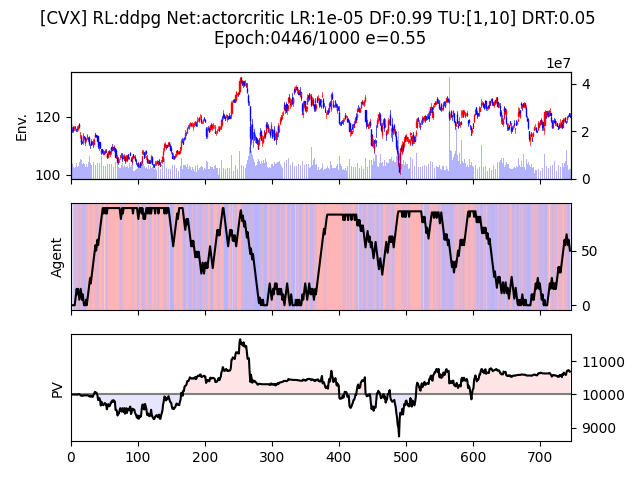 [CVX] RL:ddpg Net:actorcritic LR:1e-05 DF:0.99 TU:[1,10] DRT:0.05
Epoch:0446/1000 e=0.55
1e7
Env.
120
100
4
2
0
Agent
50
0
PV
11000
10000
9000
0 100 200 300 400 500 600 700